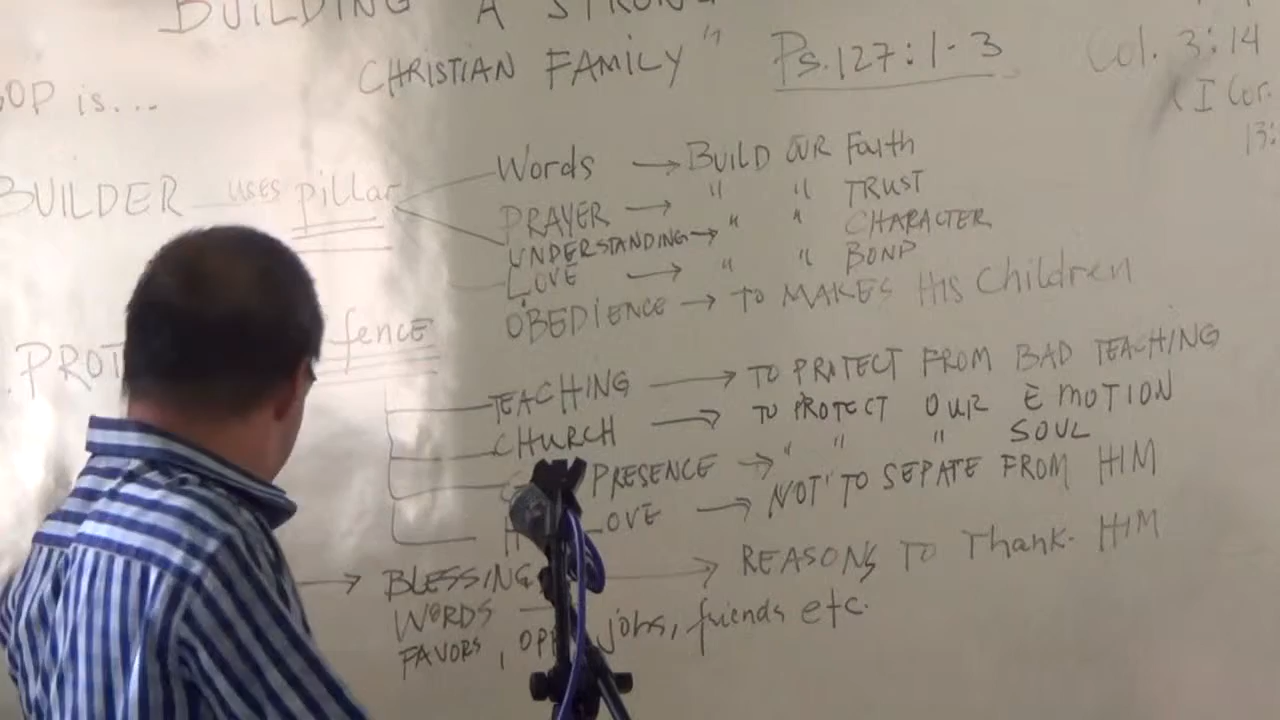 BUILDING A STRONG
CHRISTIAN FAMILY" Ps. 127:1-3 Col. 3:14
(I Cor.
13:
is...
BUILDER uses pillar
Words → BUILD OUR Faith
PRAYER → " " TRUST
UNDERSTANDING → " " CHARACTER
LOVE → " " BOND
OBEDIENCE → TO MAKES His Children
fence
TEACHING → TO PROTECT FROM BAD TEACHING
CHURCH → TO PROTECT OUR EMOTION
PRESENCE → " " " SOUL
LOVE → NOT TO SEPATE FROM HIM
→ BLESSING → REASONS TO Thank HIM
WORDS
FAVORS, jobs, friends etc.